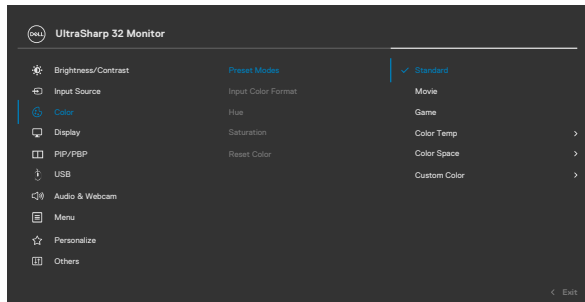 DELL UltraSharp 32 Monitor
Brightness/Contrast Preset Modes Standard
Input Source Input Color Format Movie
Color Hue Game
Display Saturation Color Temp
PIP/PBP Reset Color Color Space
USB Custom Color
Audio & Webcam
Menu
Personalize
Others
Exit